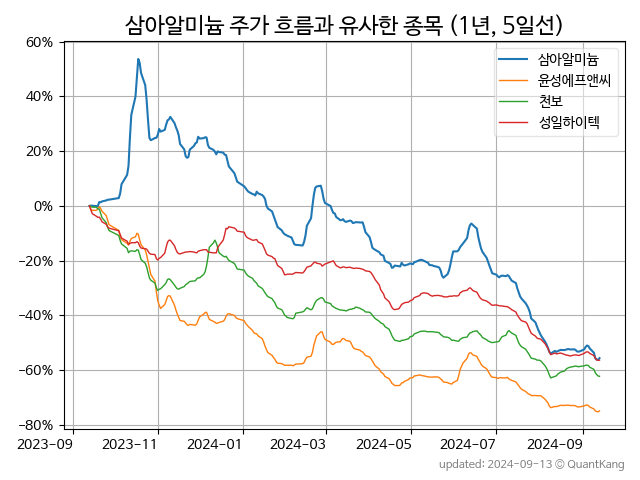 삼아알미늄 주가 흐름과 유사한 종목 (1년, 5일선)
60%
40%
20%
0%
−20%
−40%
−60%
−80%
삼아알미늄
윤성에프앤씨
천보
성일하이텍
2023-09
2023-11
2024-01
2024-03
2024-05
2024-07
2024-09
updated: 2024-09-13 © QuantKang